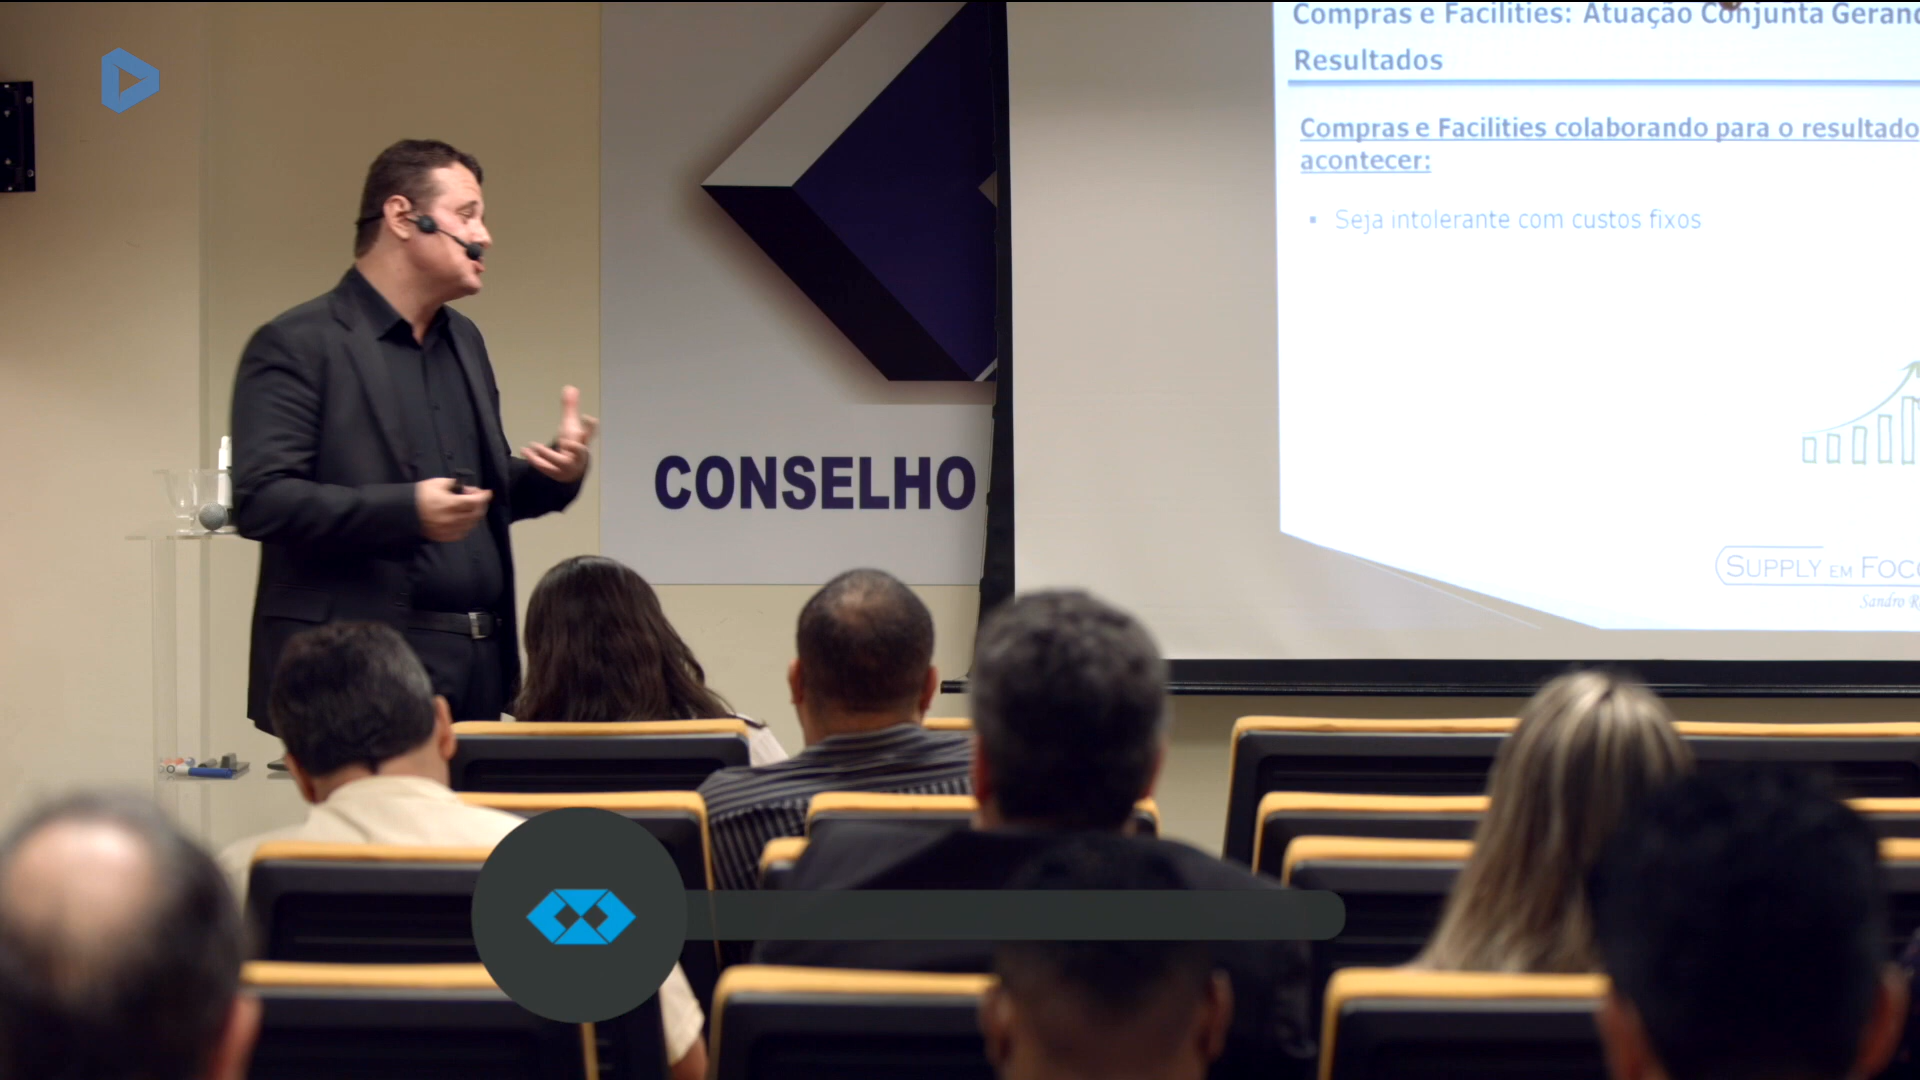 Compras e Facilities: Atuação Conjunta
Resultados
Compras e Facilities colaborando para o resultado
acontecer:
▪ Seja intolerante com custos fixos
CONSELHO
SUPPLY EM FOCO
Sandro